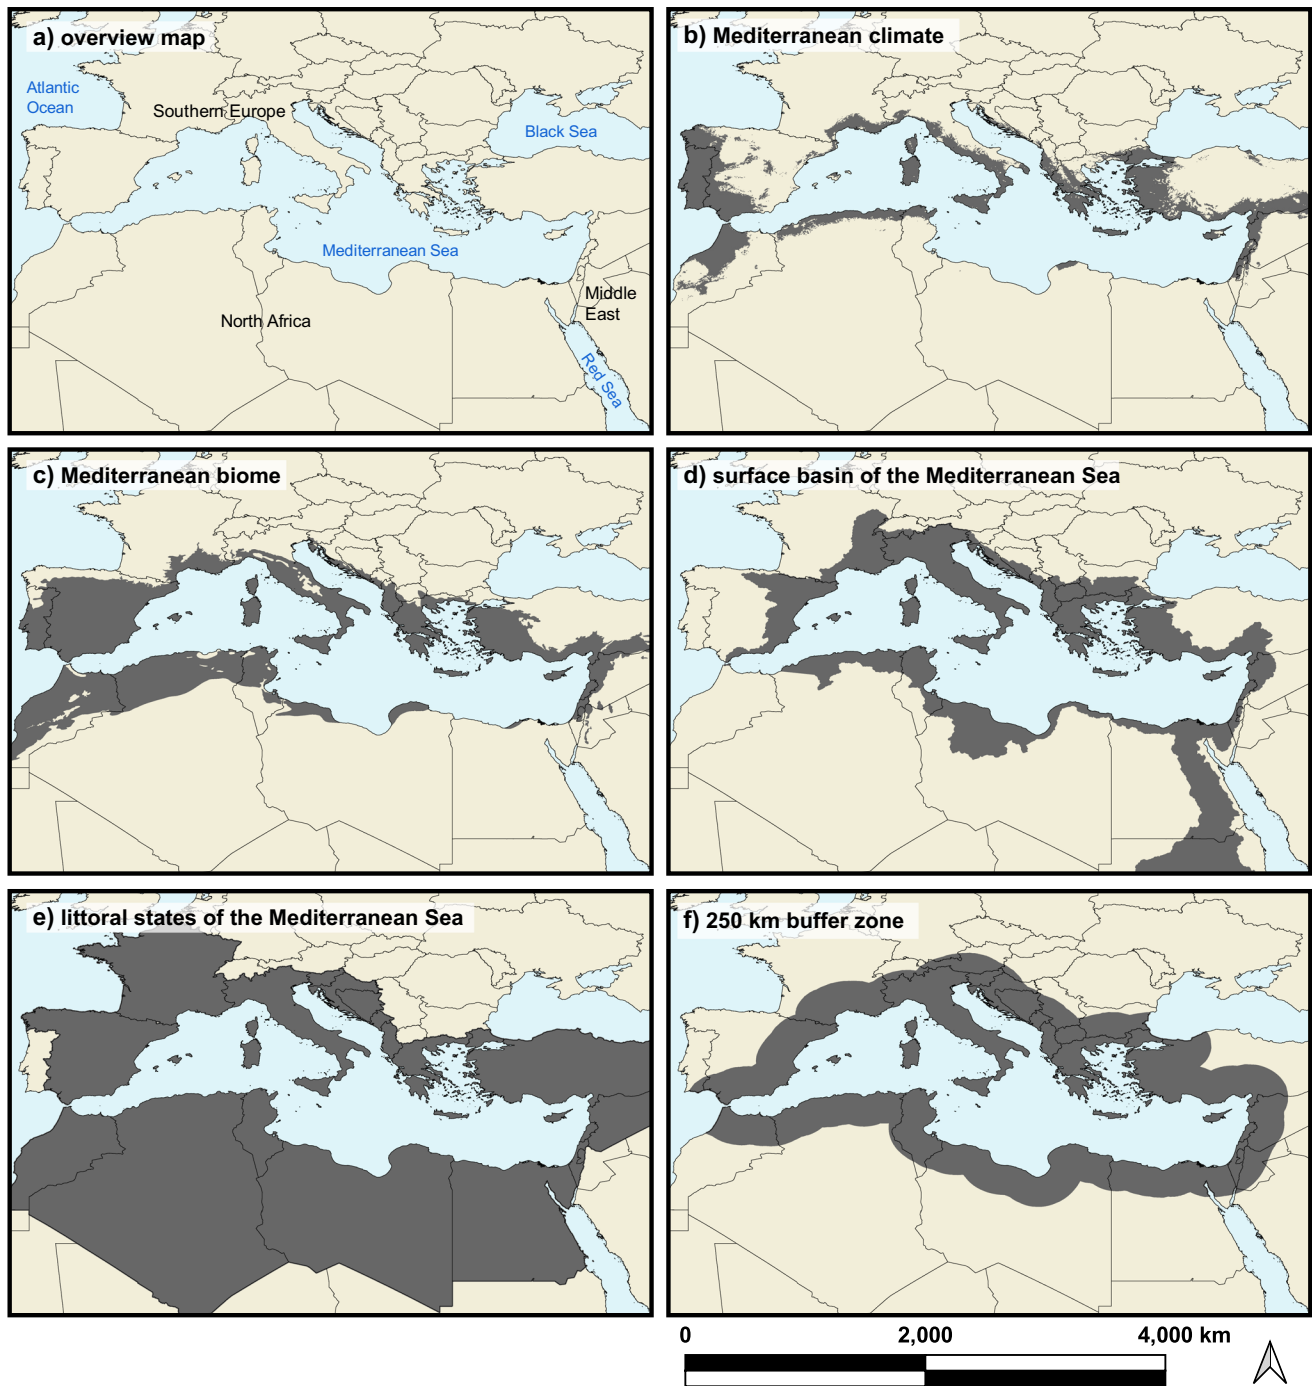 a) overview map
Atlantic
Ocean
Southern Europe
Black Sea
Mediterranean Sea
Middle
East
North Africa
Red Sea
b) Mediterranean climate
c) Mediterranean biome
d) surface basin of the Mediterranean Sea
e) littoral states of the Mediterranean Sea
f) 250 km buffer zone
0 2,000 4,000 km